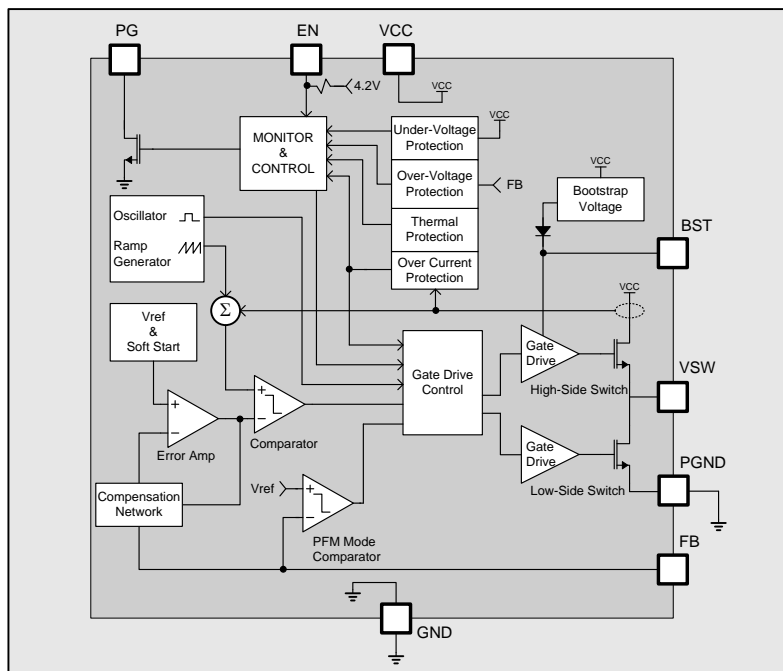 PG
EN
VCC
4.2V
VCC
MONITOR
&
CONTROL
Under-Voltage
Protection
VCC
Over-Voltage
Protection
FB
Thermal
Protection
Over Current
Protection
VCC
Bootstrap
Voltage
BST
Oscillator
Ramp
Generator
Σ
VCC
Vref
&
Soft Start
Gate Drive
Control
Gate
Drive
High-Side Switch
VSW
+
−
Error Amp
+
−
Comparator
Gate
Drive
Low-Side Switch
PGND
Compensation
Network
Vref
+
−
PFM Mode
Comparator
FB
GND